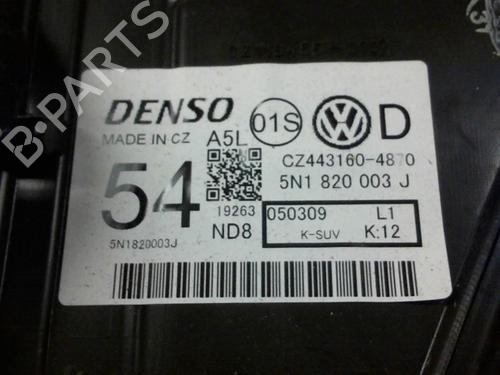 DENSO
MADE IN CZ
A5L
01S
D
54
CZ443160-4870
5N1 820 003 J
19263
ND8
050309 L1
K-SUV K:12
5N1820003J
B-PARTS